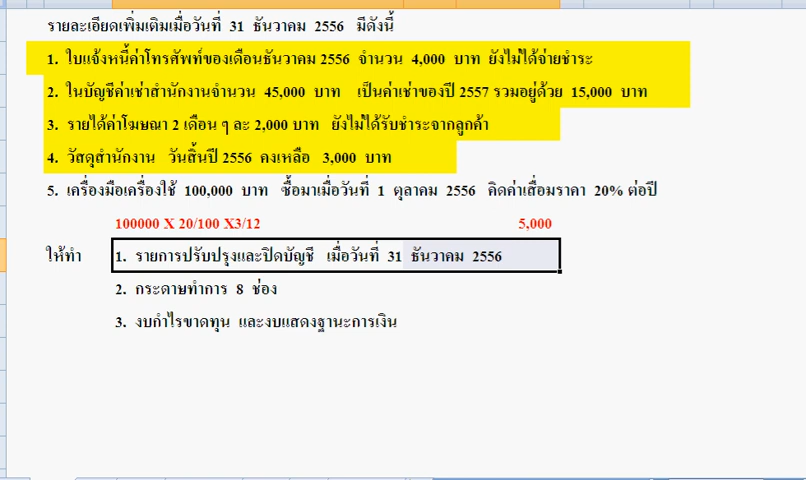 รายละเอียดเพิ่มเติมเมื่อวันที่ 31 ธันวาคม 2556 มีดังนี้
1. ใบแจ้งหนี้ค่าโทรศัพท์ของเดือนธันวาคม 2556 จำนวน 4,000 บาท ยังไม่ได้จ่ายชำระ
2. ในบัญชีค่าเช่าสำนักงานจำนวน 45,000 บาท เป็นค่าเช่าของปี 2557 รวมอยู่ด้วย 15,000 บาท
3. รายได้ค่าโฆษณา 2 เดือน ๆ ละ 2,000 บาท ยังไม่ได้รับชำระจากลูกค้า
4. วัสดุสำนักงาน วันสิ้นปี 2556 คงเหลือ 3,000 บาท
5. เครื่องมือเครื่องใช้ 100,000 บาท ซื้อมาเมื่อวันที่ 1 ตุลาคม 2556 คิดค่าเสื่อมราคา 20% ต่อปี
100000 X 20/100 X3/12 5,000
ให้ทำ 1. รายการปรับปรุงและปิดบัญชี เมื่อวันที่ 31 ธันวาคม 2556
2. กระดาษทำการ 8 ช่อง
3. งบกำไรขาดทุน และงบแสดงฐานะการเงิน